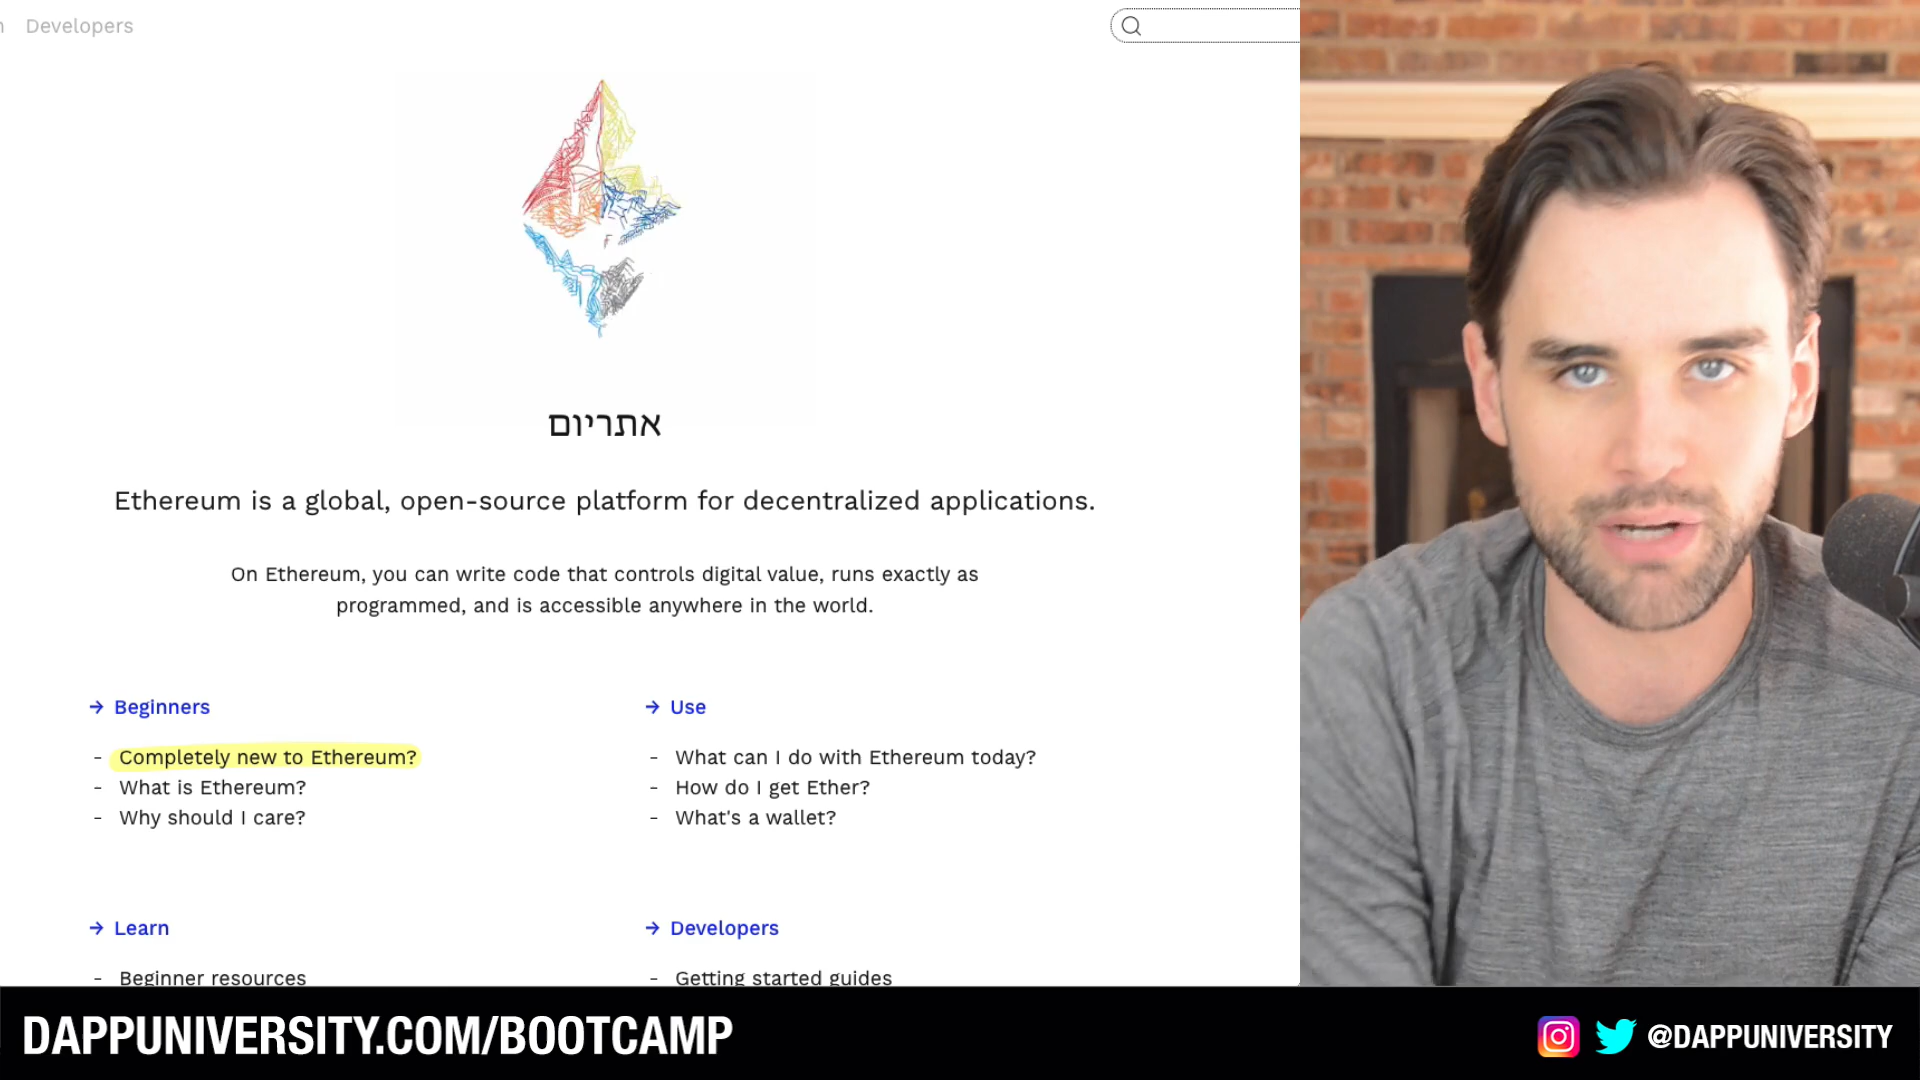 Developers
אתריום
Ethereum is a global, open-source platform for decentralized applications.
On Ethereum, you can write code that controls digital value, runs exactly as
programmed, and is accessible anywhere in the world.
→ Beginners
- Completely new to Ethereum?
- What is Ethereum?
- Why should I care?
→ Use
- What can I do with Ethereum today?
- How do I get Ether?
- What's a wallet?
→ Learn
- Beginner resources
→ Developers
- Getting started guides
DAPPUNIVERSITY.COM/BOOTCAMP
@DAPPUNIVERSITY